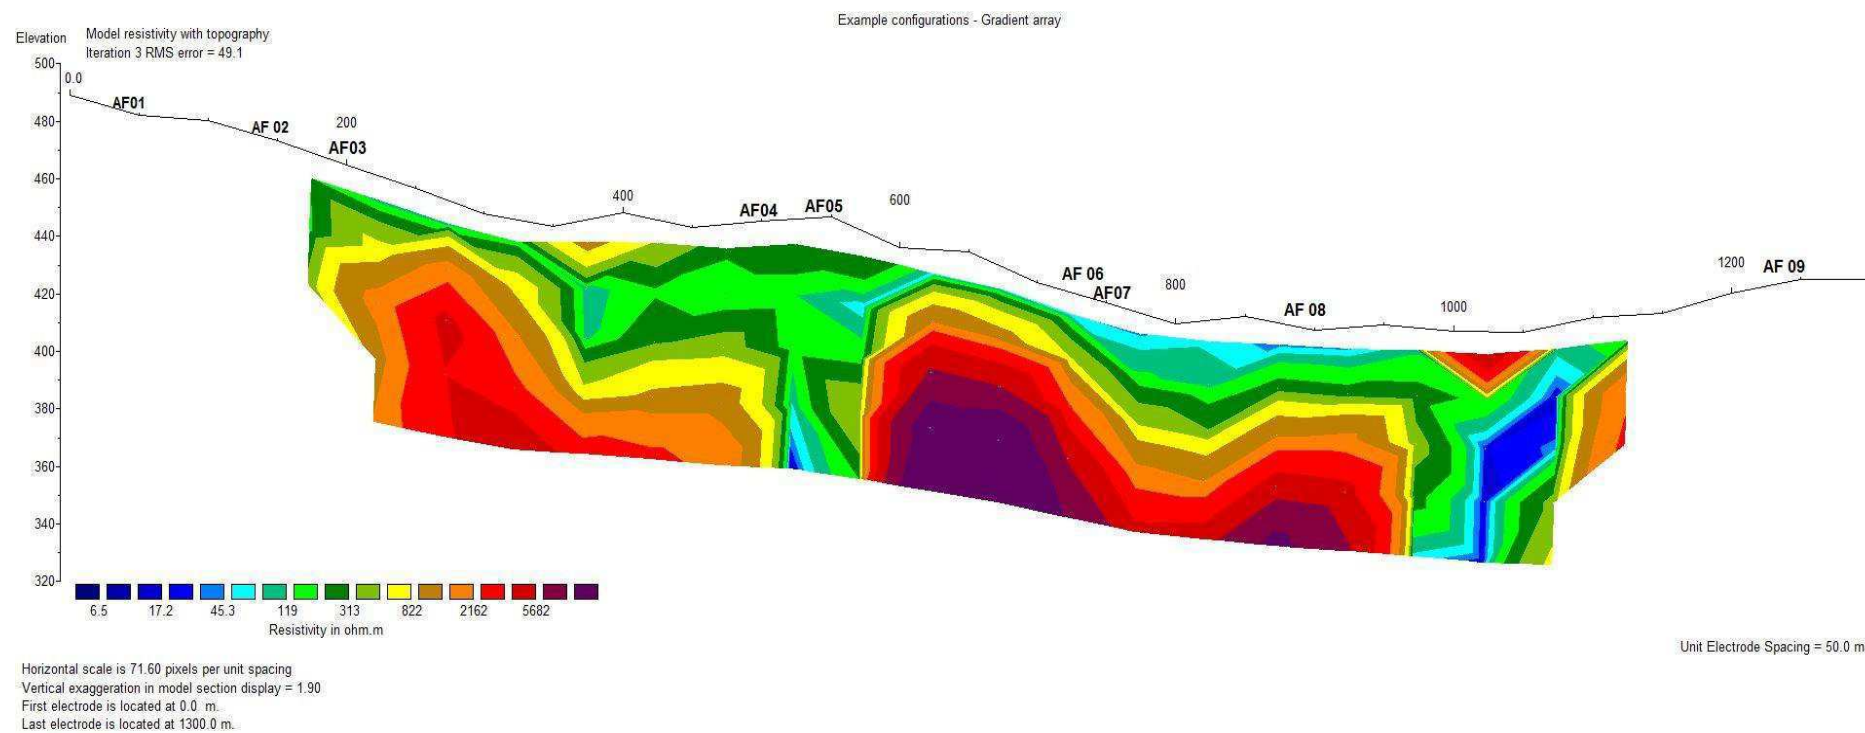 Example configurations - Gradient array
Elevation
Model resistivity with topography
Iteration 3 RMS error = 49.1
500
0.0
AF01
480
AF 02
200
AF03
460
400
AF04
AF05
600
440
AF 06
800
1200
AF 09
420
AF07
AF 08
1000
400
380
360
340
320
6.5 17.2 45.3 119 313 822 2162 5682
Resistivity in ohm.m
Unit Electrode Spacing = 50.0 m
Horizontal scale is 71.60 pixels per unit spacing
Vertical exaggeration in model section display = 1.90
First electrode is located at 0.0 m.
Last electrode is located at 1300.0 m.